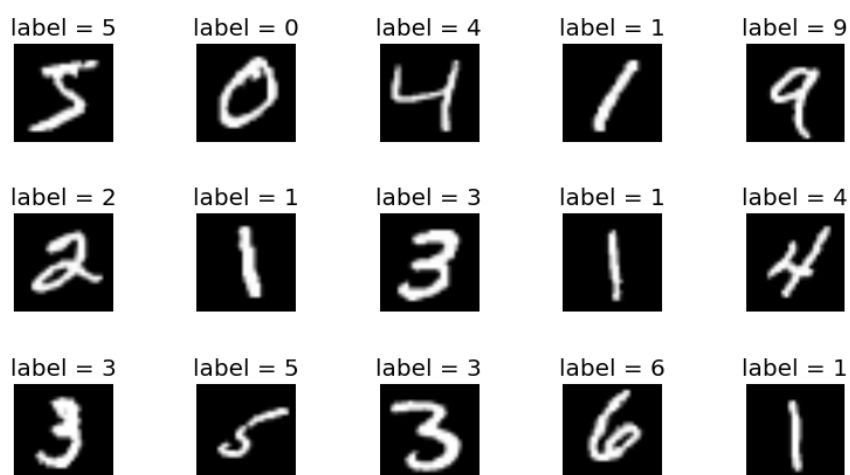 label = 5 label = 0 label = 4 label = 1 label = 9
5 0 4 1 9
label = 2 label = 1 label = 3 label = 1 label = 4
2 1 3 1 4
label = 3 label = 5 label = 3 label = 6 label = 1
3 5 3 6 1